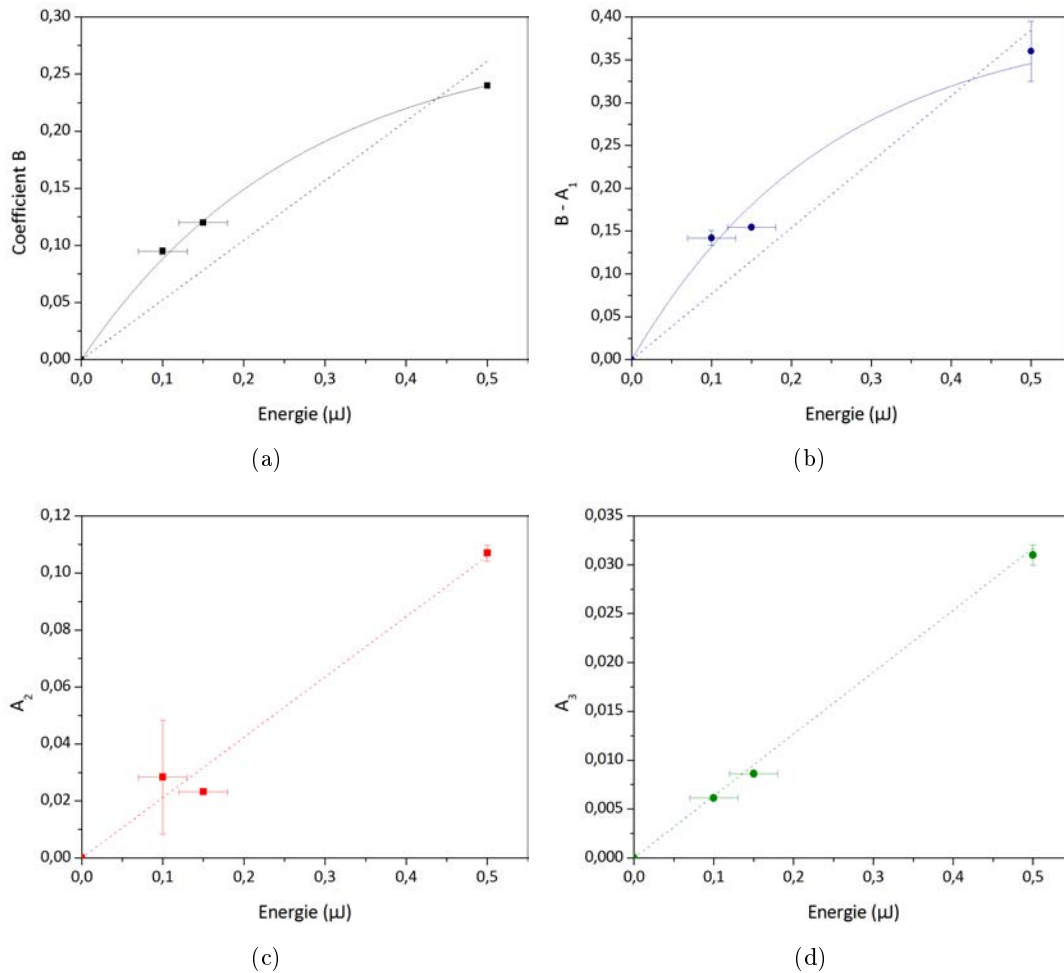 0,30
0,25
0,20
0,15
0,10
0,05
0,00
Coefficient B
0,0 0,1 0,2 0,3 0,4 0,5
Energie (µJ)
(a)
0,40
0,35
0,30
0,25
0,20
0,15
0,10
0,05
0,00
B - A₁
0,0 0,1 0,2 0,3 0,4 0,5
Energie (µJ)
(b)
0,12
0,10
0,08
0,06
0,04
0,02
0,00
A₂
0,0 0,1 0,2 0,3 0,4 0,5
Energie (µJ)
(c)
0,035
0,030
0,025
0,020
0,015
0,010
0,005
0,000
A₃
0,0 0,1 0,2 0,3 0,4 0,5
Energie (µJ)
(d)